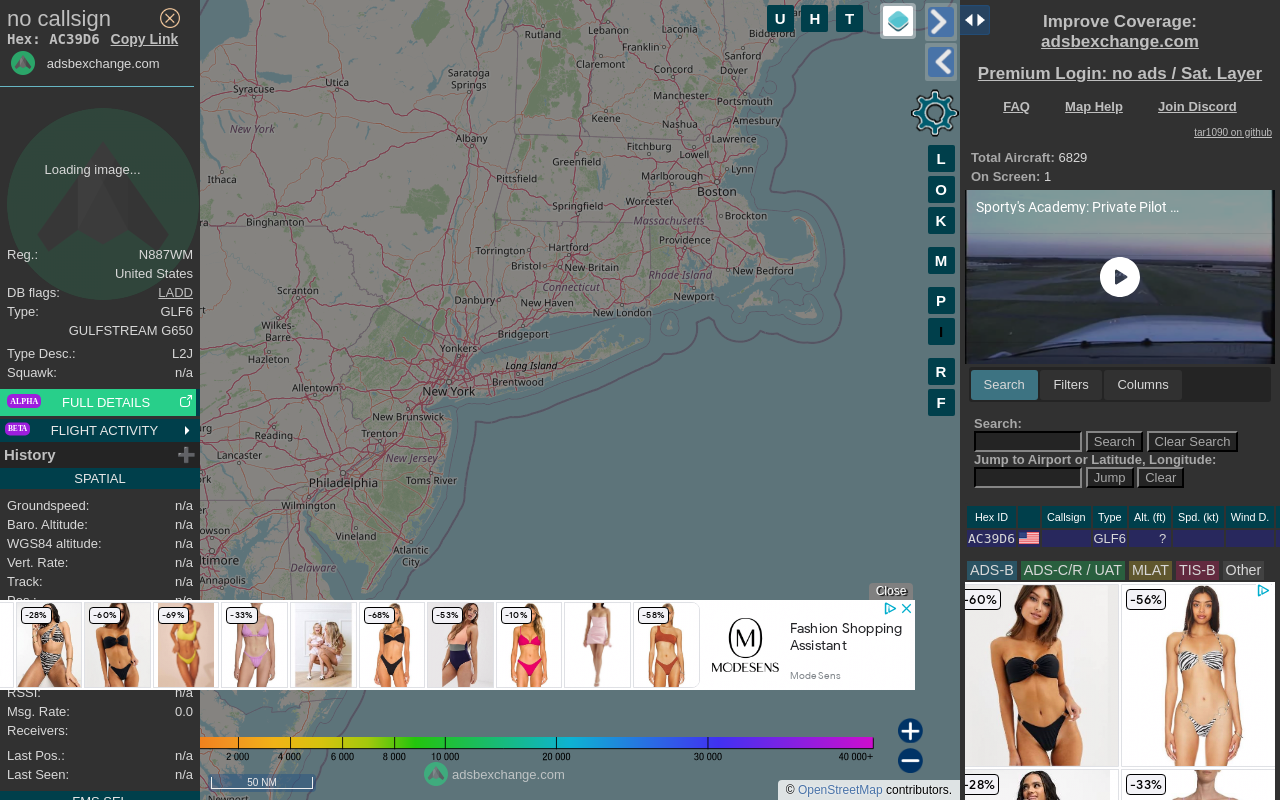 no callsign
Hex: AC39D6 Copy Link
adsbexchange.com
Loading image...
Reg.: N887WM
United States
DB flags: LADD
Type: GLF6
GULFSTREAM G650
Type Desc.: L2J
Squawk: n/a
ALPHA FULL DETAILS
BETA FLIGHT ACTIVITY
History
SPATIAL
Groundspeed: n/a
Baro. Altitude: n/a
WGS84 altitude: n/a
Vert. Rate: n/a
Track: n/a
RSSI: n/a
Msg. Rate: 0.0
Receivers:
Last Pos.: n/a
Last Seen: n/a
FMS SEL
U H T
L
O
K
M
P
I
R
F
Rutland
Lebanon
Laconia
Biddeford
Franklin
Claremont
Concord
Sanford
Dover
Saratoga
Springs
Utica
Syracuse
Manchester
Portsmouth
Keene
Nashua
Amesbury
New York
Albany
Fitchburg
Lawrence
Lowell
Greenfield
Lynn
Ithaca
Pittsfield
Marlborough
Boston
Worcester
Springfield
Massachusetts
Brockton
Binghamton
Providence
Hartford
Torrington
Bristol
New Britain
New Bedford
Rhode Island
Connecticut
Newport
Scranton
Danbury
New Haven
New London
Wilkes-
Barre
Bridgeport
Yonkers
Hazleton
Long Island
Brentwood
Allentown
New York
New Brunswick
Reading
Trenton
Lancaster
New Jersey
Toms River
Philadelphia
Wilmington
Vineland
Atlantic
City
Annapolis
Delaware
Newport
Close
-28%
-60%
-69%
-33%
-68%
-53%
-10%
-58%
M
MODESENS
Fashion Shopping
Assistant
ModeSens
2 000 4 000 6 000 8 000 10 000 20 000 30 000 40 000+
adsbexchange.com
50 NM
© OpenStreetMap contributors.
Improve Coverage:
adsbexchange.com
Premium Login: no ads / Sat. Layer
FAQ Map Help Join Discord
tar1090 on github
Total Aircraft: 6829
On Screen: 1
Sporty's Academy: Private Pilot ...
Search Filters Columns
Search:
Search Clear Search
Jump to Airport or Latitude, Longitude:
Jump Clear
Hex ID Callsign Type Alt. (ft) Spd. (kt) Wind D.
AC39D6 GLF6 ?
ADS-B ADS-C/R / UAT MLAT TIS-B Other
-60% -56%
-28% -33%